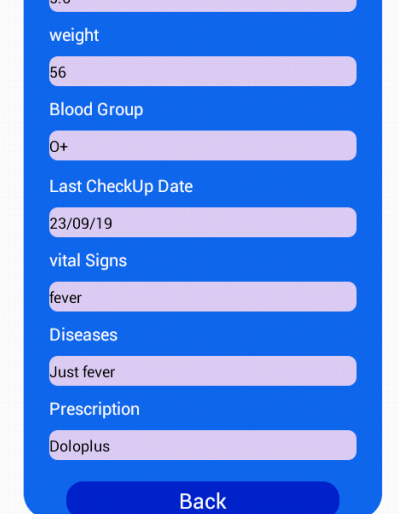 weight
56
Blood Group
O+
Last CheckUp Date
23/09/19
vital Signs
fever
Diseases
Just fever
Prescription
Doloplus
Back